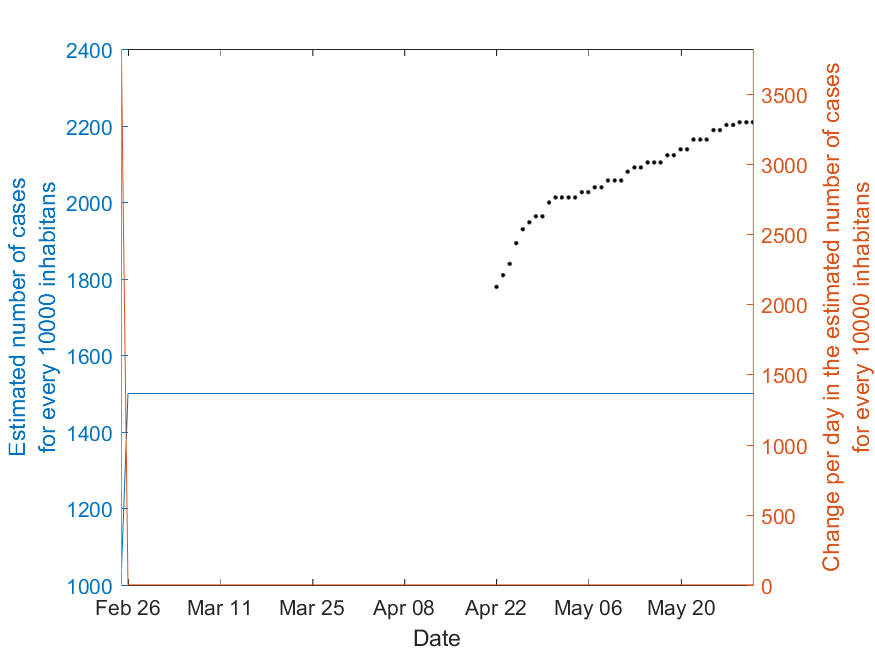 2400
2200
2000
1800
1600
1400
1200
1000
Estimated number of cases
for every 10000 inhabitans
3500
3000
2500
2000
1500
1000
500
0
Change per day in the estimated number of cases
for every 10000 inhabitans
Feb 26 Mar 11 Mar 25 Apr 08 Apr 22 May 06 May 20
Date